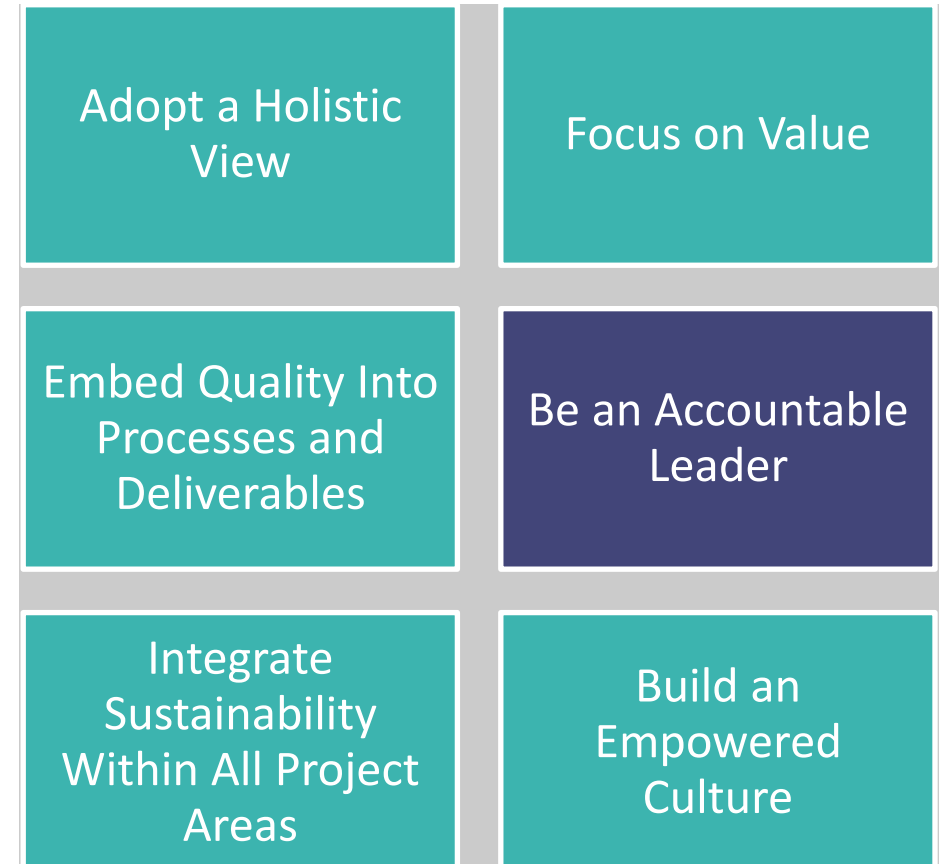 Adopt a Holistic
View
Focus on Value
Embed Quality Into
Processes and
Deliverables
Be an Accountable
Leader
Integrate
Sustainability
Within All Project
Areas
Build an
Empowered
Culture